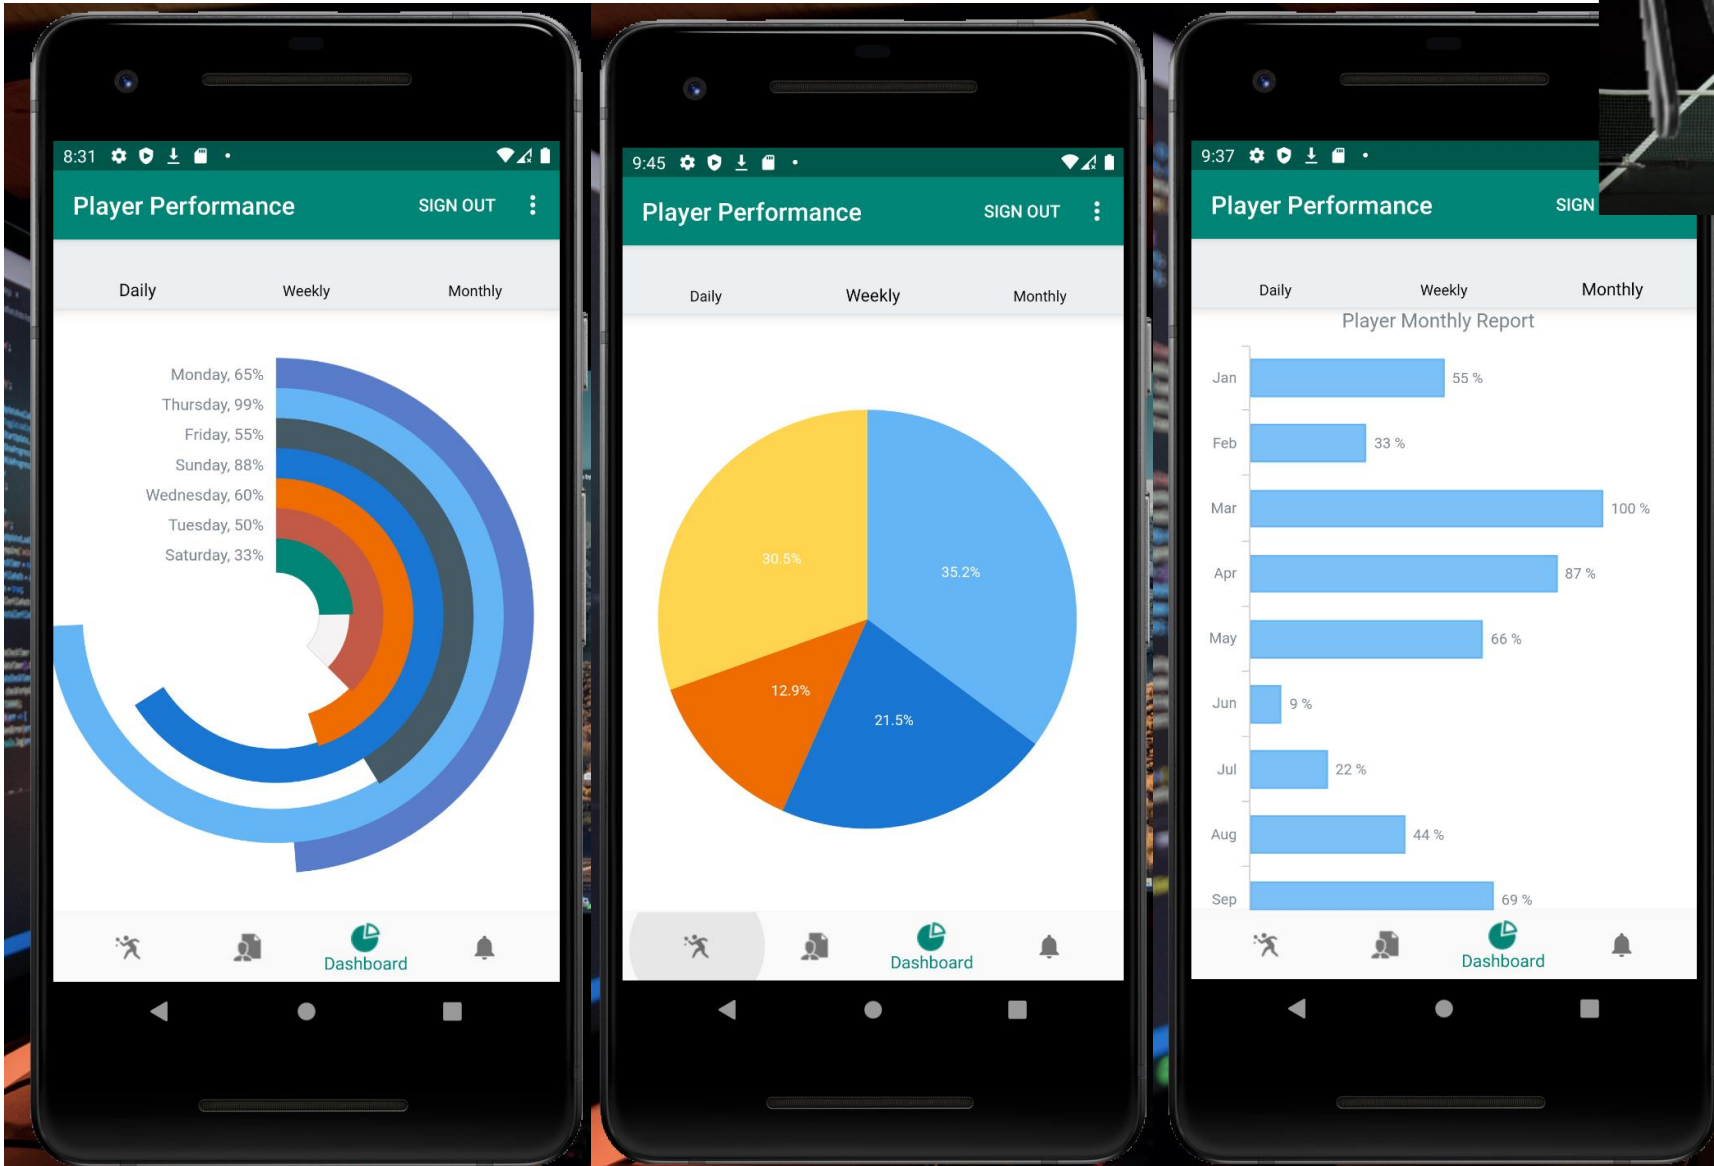 8:31
Player Performance SIGN OUT
Daily Weekly Monthly
Monday, 65%
Thursday, 99%
Friday, 55%
Sunday, 88%
Wednesday, 60%
Tuesday, 50%
Saturday, 33%
Dashboard
9:45
Player Performance SIGN OUT
Daily Weekly Monthly
30.5%
35.2%
12.9%
21.5%
Dashboard
9:37
Player Performance SIGN
Daily Weekly Monthly
Player Monthly Report
Jan 55 %
Feb 33 %
Mar 100 %
Apr 87 %
May 66 %
Jun 9 %
Jul 22 %
Aug 44 %
Sep 69 %
Dashboard